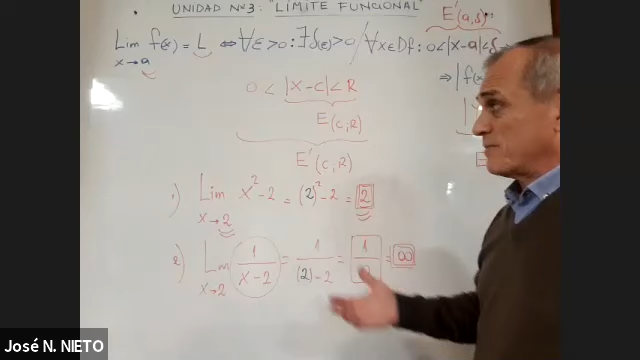 UNIDAD Nº3: "LÍMITE FUNCIONAL"
E'(a,δ)
Lim f(x) = L ⇔ ∀ε>0: ∃δ(ε)>0 / ∀x∈Df: 0<|x-a|<δ
x→a
⇒ |f(
0 < |x-c| < R
E(c,R)
E'(c,R)
1) Lim x²-2 = (2)²-2 = 2
x→2
2) Lim 1/(x-2) = 1/((2)-2) = 1/0 = ∞
x→2
José N. NIETO